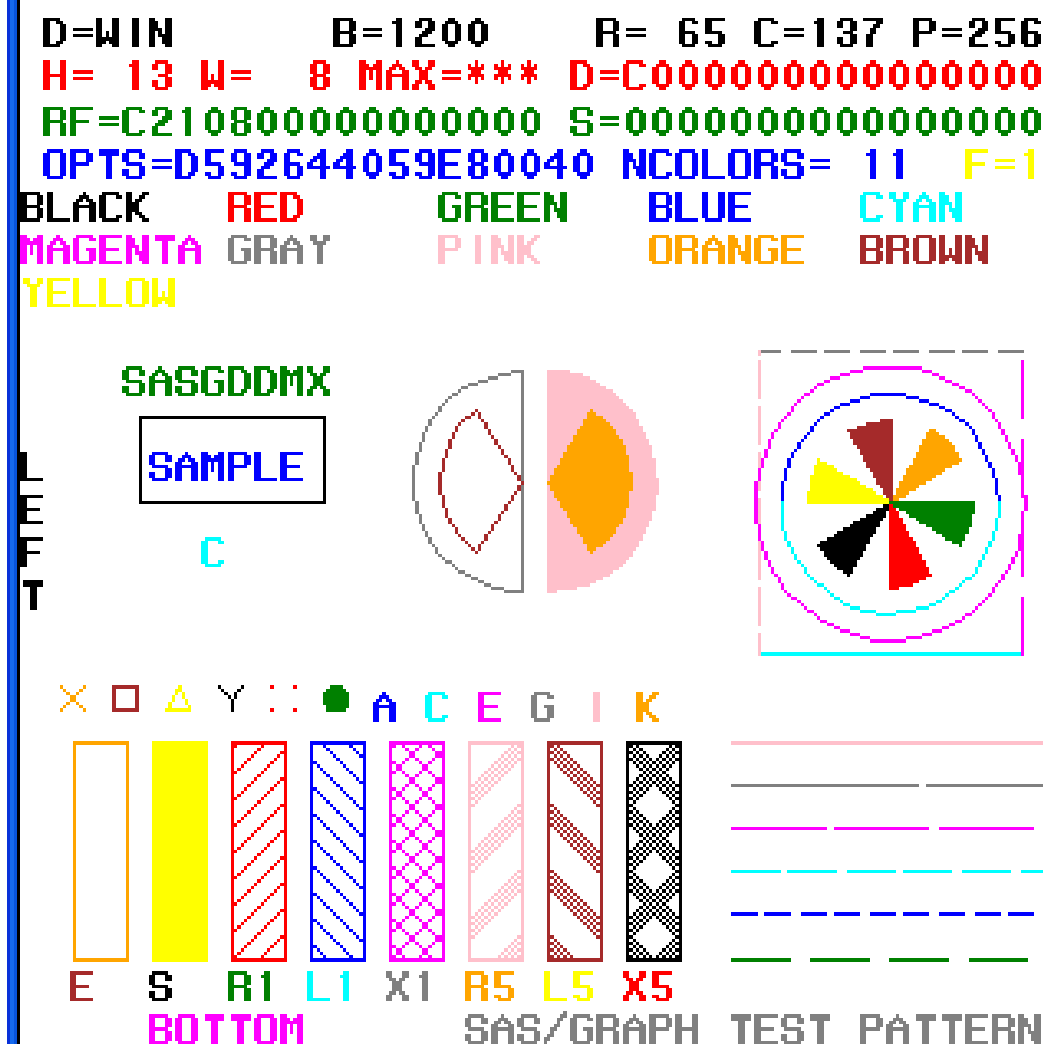 D=WIN B=1200 R= 65 C=137 P=256
H= 13 W= 8 MAX=*** D=C000000000000000
RF=C210800000000000 S=0000000000000000
OPTS=D592644059E80040 NCOLORS= 11 F=1
BLACK RED GREEN BLUE CYAN
MAGENTA GRAY PINK ORANGE BROWN
YELLOW
SASGDDMX
SAMPLE
LEFT
C
A C E G I K
E S R1 L1 X1 R5 L5 X5
BOTTOM SAS/GRAPH TEST PATTERN